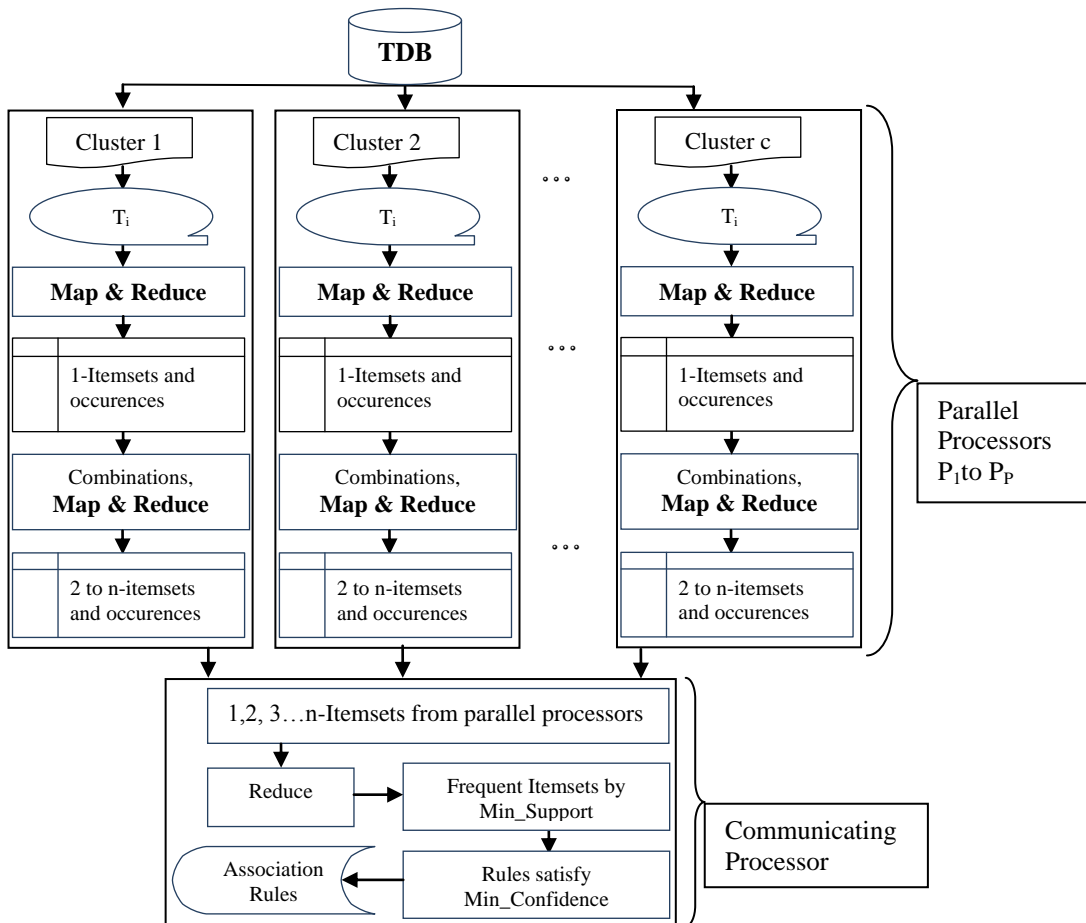 TDB
Cluster 1
Cluster 2
Cluster c
Ti
Ti
Ti
Map & Reduce
Map & Reduce
Map & Reduce
1-Itemsets and
occurences
1-Itemsets and
occurences
1-Itemsets and
occurences
Combinations,
Map & Reduce
Combinations,
Map & Reduce
Combinations,
Map & Reduce
2 to n-itemsets
and occurences
2 to n-itemsets
and occurences
2 to n-itemsets
and occurences
Parallel
Processors
P1to PP
1,2, 3…n-Itemsets from parallel processors
Reduce
Frequent Itemsets by
Min_Support
Association
Rules
Rules satisfy
Min_Confidence
Communicating
Processor